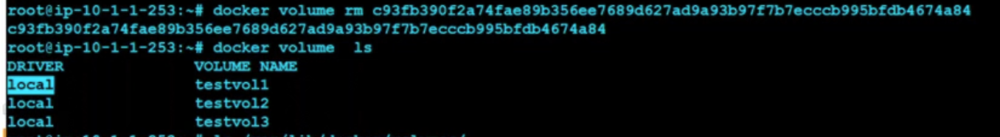 root@ip-10-1-1-253:~# docker volume rm c93fb390f2a74fae89b356ee7689d627ad9a93b97f7b7ecccb995bfdb4674a84
c93fb390f2a74fae89b356ee7689d627ad9a93b97f7b7ecccb995bfdb4674a84
root@ip-10-1-1-253:~# docker volume  ls
DRIVER              VOLUME NAME
local               testvol1
local               testvol2
local               testvol3